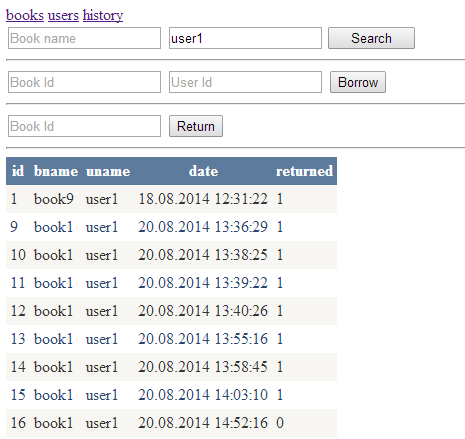 books users history
Book name user1 Search
Book Id User Id Borrow
Book Id Return
id bname uname date returned
1 book9 user1 18.08.2014 12:31:22 1
9 book1 user1 20.08.2014 13:36:29 1
10 book1 user1 20.08.2014 13:38:25 1
11 book1 user1 20.08.2014 13:39:22 1
12 book1 user1 20.08.2014 13:40:26 1
13 book1 user1 20.08.2014 13:55:16 1
14 book1 user1 20.08.2014 13:58:45 1
15 book1 user1 20.08.2014 14:03:10 1
16 book1 user1 20.08.2014 14:52:16 0